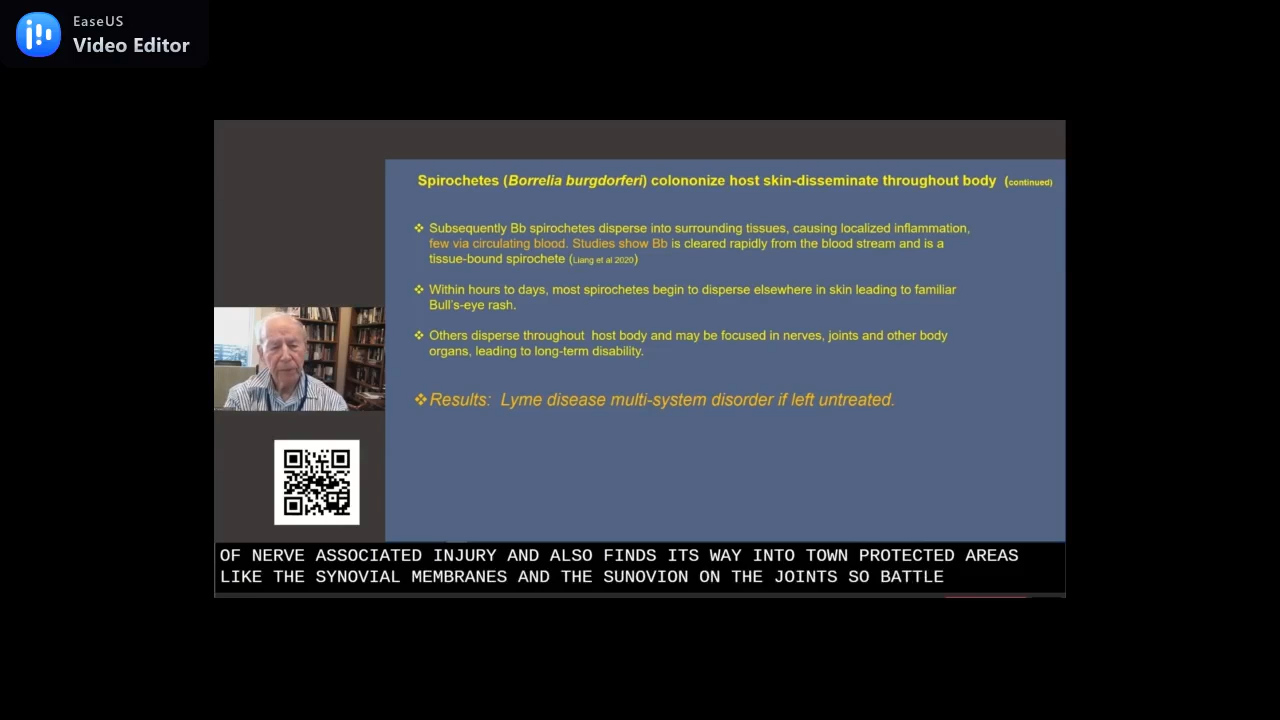 EaseUS
Video Editor
Spirochetes (Borrelia burgdorferi) colononize host skin-disseminate throughout body (continued)
❖ Subsequently Bb spirochetes disperse into surrounding tissues, causing localized inflammation,
few via circulating blood. Studies show Bb is cleared rapidly from the blood stream and is a
tissue-bound spirochete (Liang et al 2020)
❖ Within hours to days, most spirochetes begin to disperse elsewhere in skin leading to familiar
Bull's-eye rash.
❖ Others disperse throughout host body and may be focused in nerves, joints and other body
organs, leading to long-term disability.
❖Results: Lyme disease multi-system disorder if left untreated.
OF NERVE ASSOCIATED INJURY AND ALSO FINDS ITS WAY INTO TOWN PROTECTED AREAS
LIKE THE SYNOVIAL MEMBRANES AND THE SUNOVION ON THE JOINTS SO BATTLE